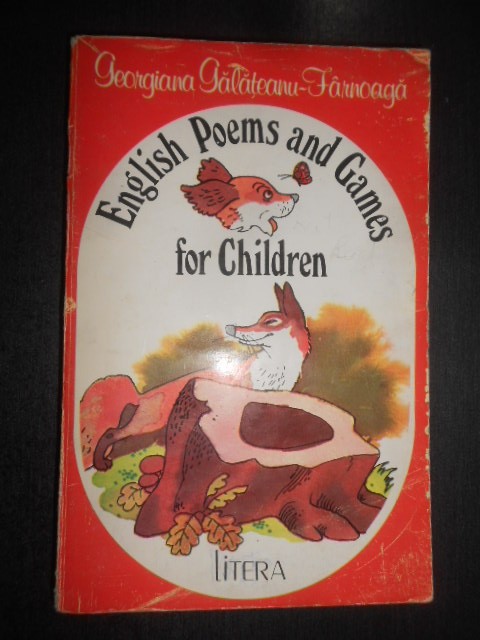 Georgiana Gălățeanu-Fârnoagă
English Poems and Games
for Children
LITERA